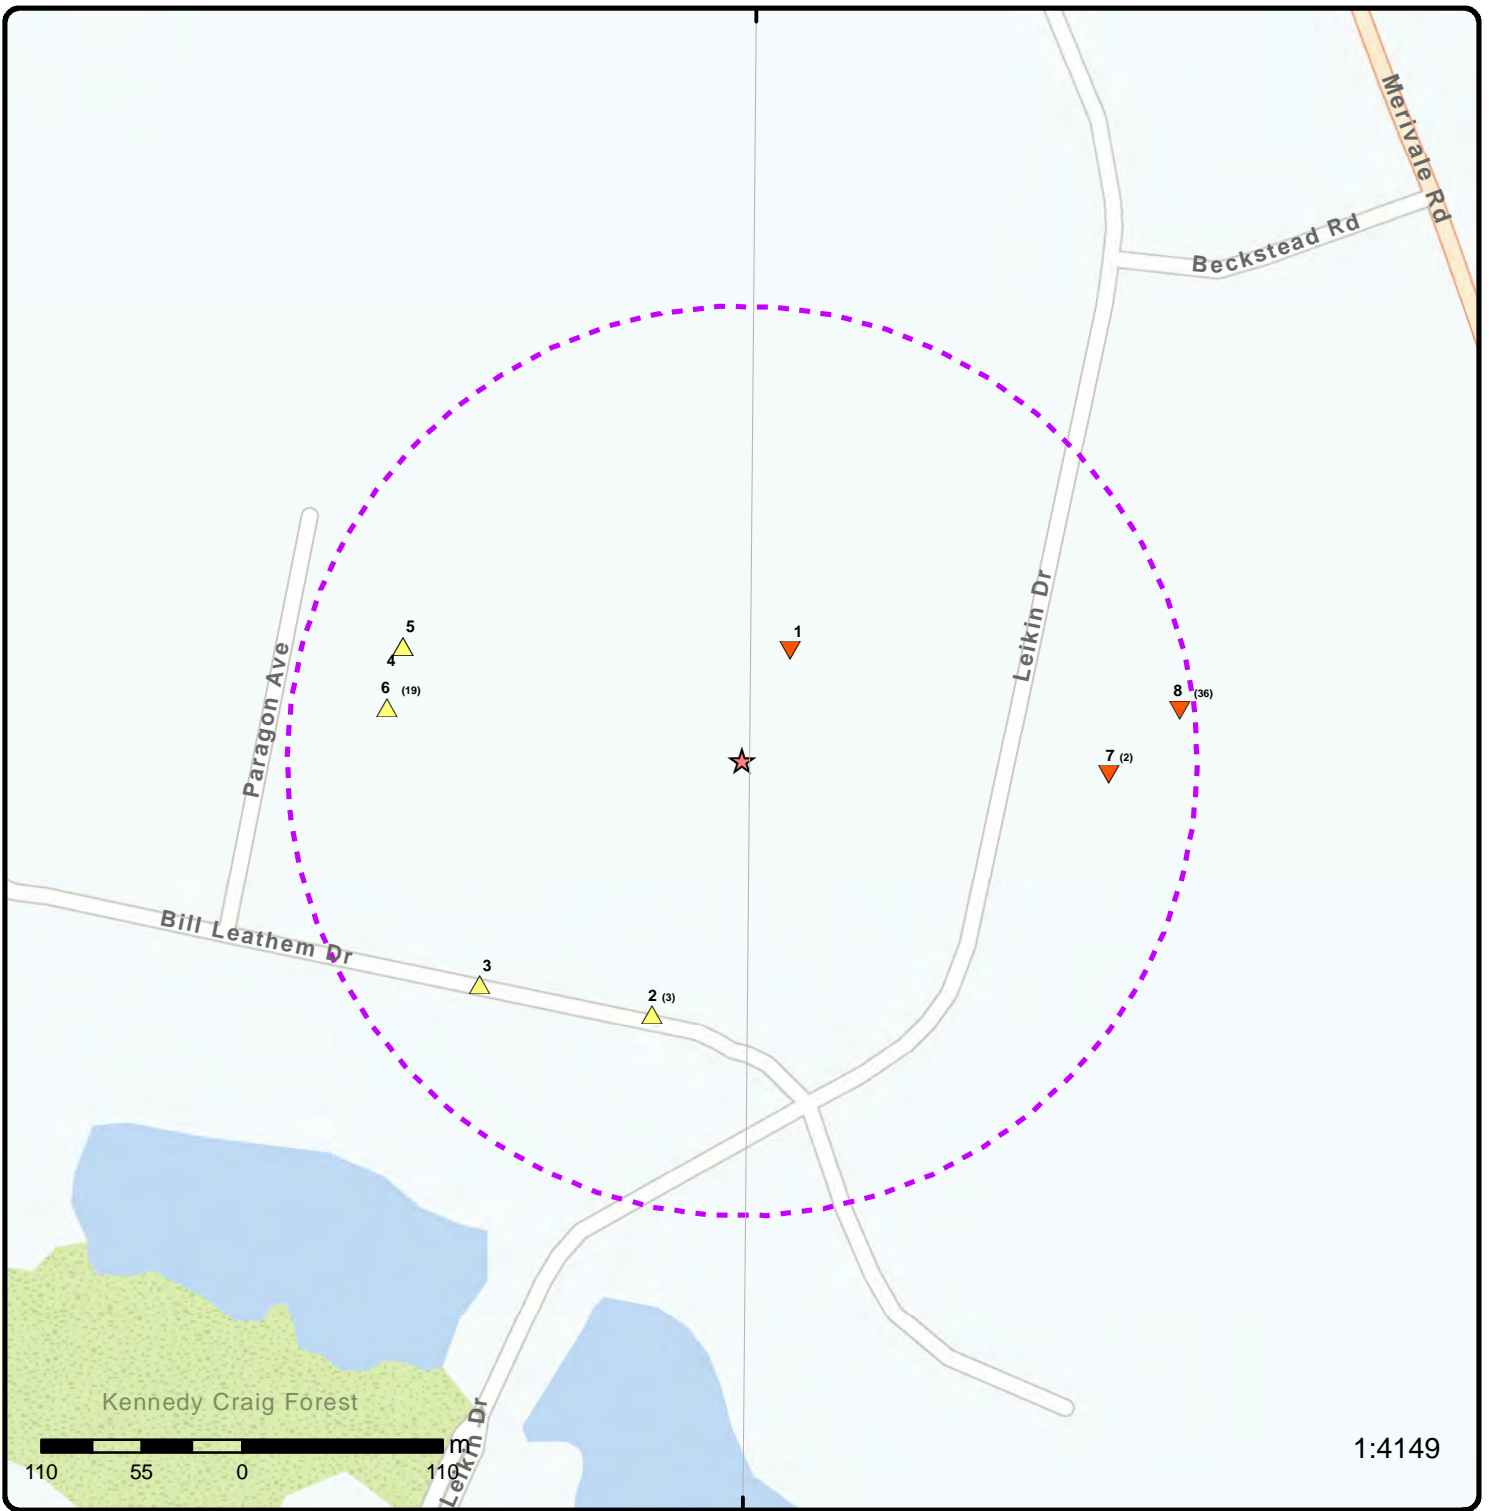 Merivale Rd
Beckstead Rd
Leikin Dr
5
4
6 (19)
1
8 (36)
7 (2)
Paragon Ave
Bill Leathem Dr
3
2 (3)
Kennedy Craig Forest
Leikin Dr
m
110 55 0 110
1:4149